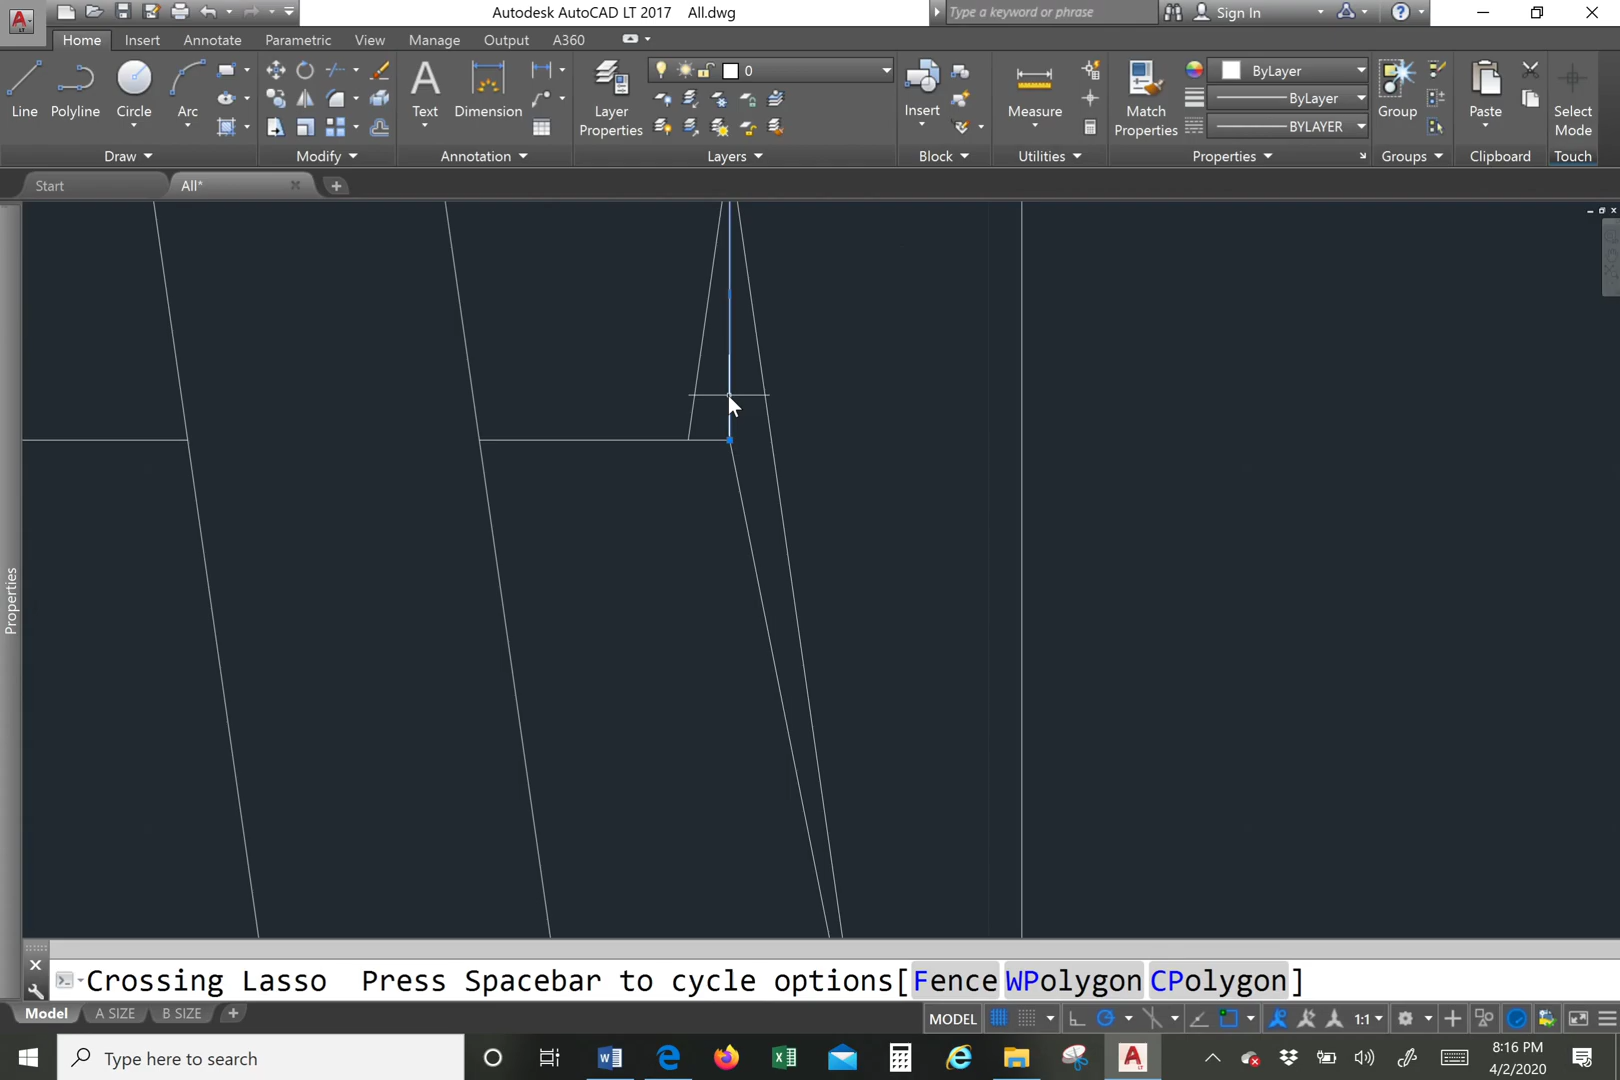 Autodesk AutoCAD LT 2017 All.dwg
Type a keyword or phrase
Sign In
Home Insert Annotate Parametric View Manage Output A360
Line Polyline Circle Arc
Text Dimension
Layer Properties
0
Insert
Measure
Match Properties
ByLayer
ByLayer
BYLAYER
Group
Paste
Select Mode
Draw Modify Annotation Layers Block Utilities Properties Groups Clipboard Touch
Start All*
Properties
Crossing Lasso Press Spacebar to cycle options[Fence WPolygon CPolygon]
Model A SIZE B SIZE
MODEL 1:1
Type here to search
8:16 PM
4/2/2020